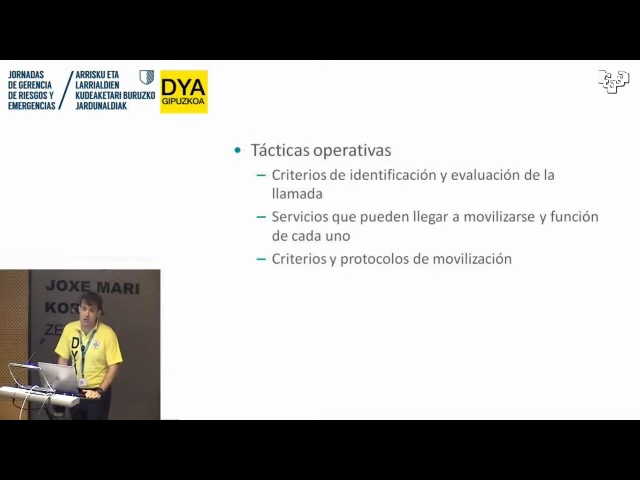 JORNADAS
DE GERENCIA
DE RIESGOS Y
EMERGENCIAS
ARRISKU ETA
LARRIALDIEN
KUDEAKETARI BURUZKO
JARDUNALDIAK
DYA
GIPUZKOA
• Tácticas operativas
– Criterios de identificación y evaluación de la
llamada
– Servicios que pueden llegar a movilizarse y función
de cada uno
– Criterios y protocolos de movilización
JOXE MARI
DYA